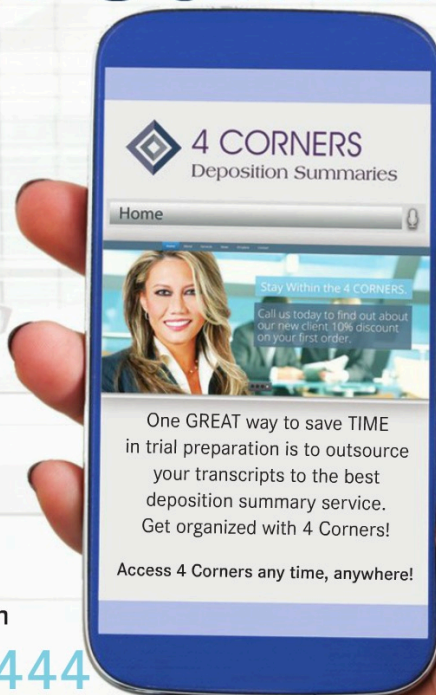 4 CORNERS
Deposition Summaries
Home
Stay Within the 4 CORNERS.
Call us today to find out about
our new client 10% discount
on your first order.
One GREAT way to save TIME
in trial preparation is to outsource
your transcripts to the best
deposition summary service.
Get organized with 4 Corners!
Access 4 Corners any time, anywhere!
444